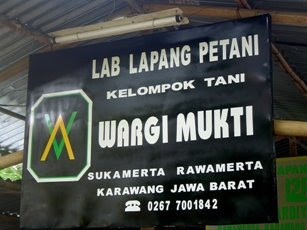 LAB LAPANG PETANI
KELOMPOK TANI
WARGI MUKTI
SUKAMERTA RAWAMERTA
KARAWANG JAWA BARAT
☎ 0267 7001842